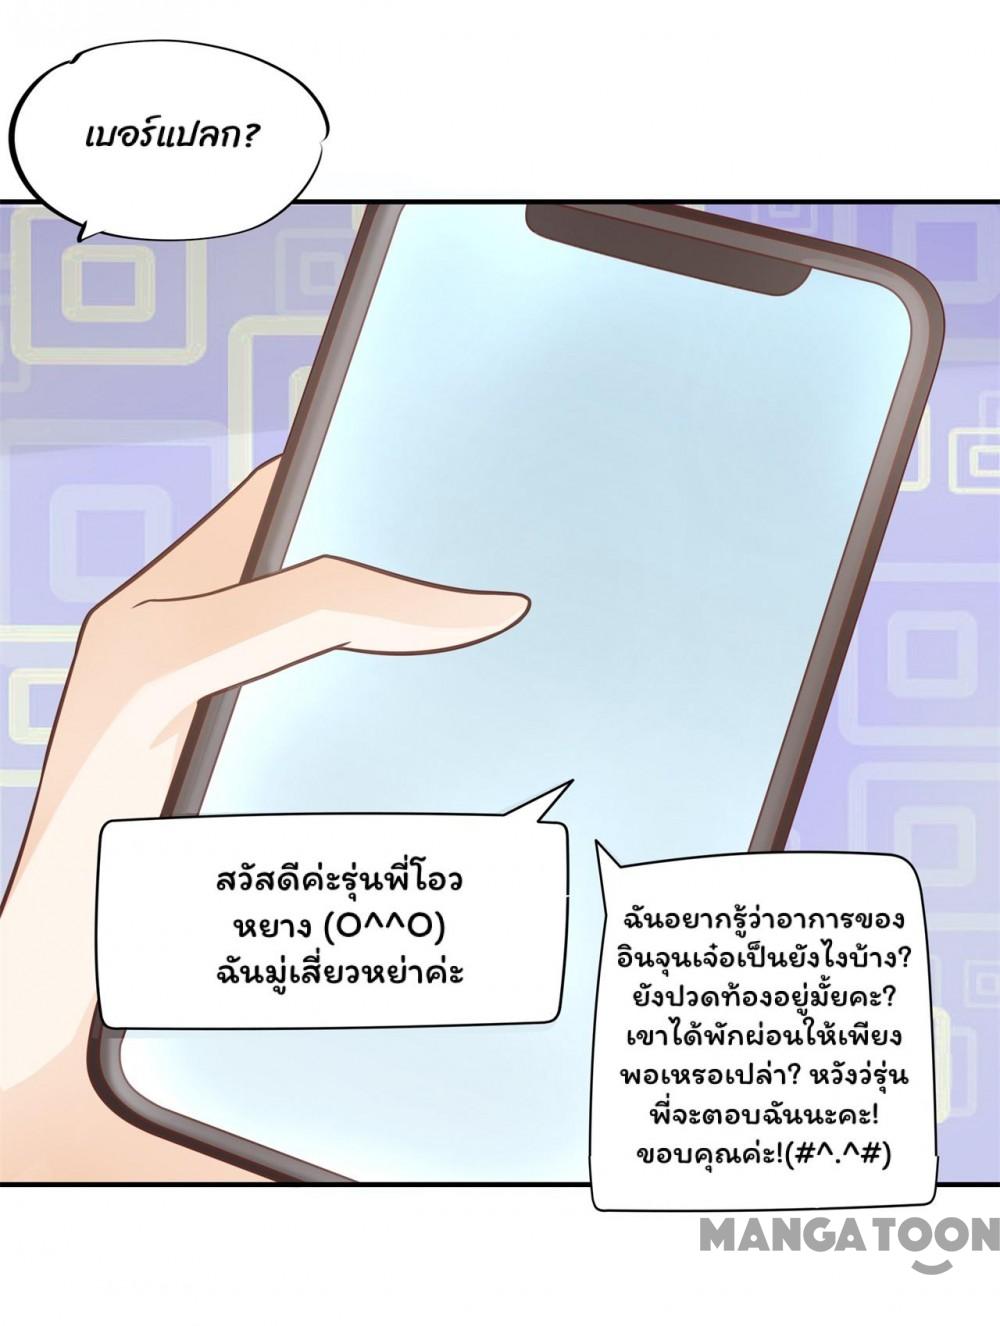 เบอร์แปลก?
สวัสดีค่ะรุ่นพี่โอว
หยาง (O^^O)
ฉันมู่เสี่ยวหย่าค่ะ
ฉันอยากรู้ว่าอาการของ
อินจุนเจ๋อเป็นยังไงบ้าง?
ยังปวดท้องอยู่มั้ยคะ?
เขาได้พักผ่อนให้เพียง
พอเหรอเปล่า? หวังว่รุ่น
พี่จะตอบฉันนะคะ!
ขอบคุณค่ะ!(#^.^#)
MANGATOON